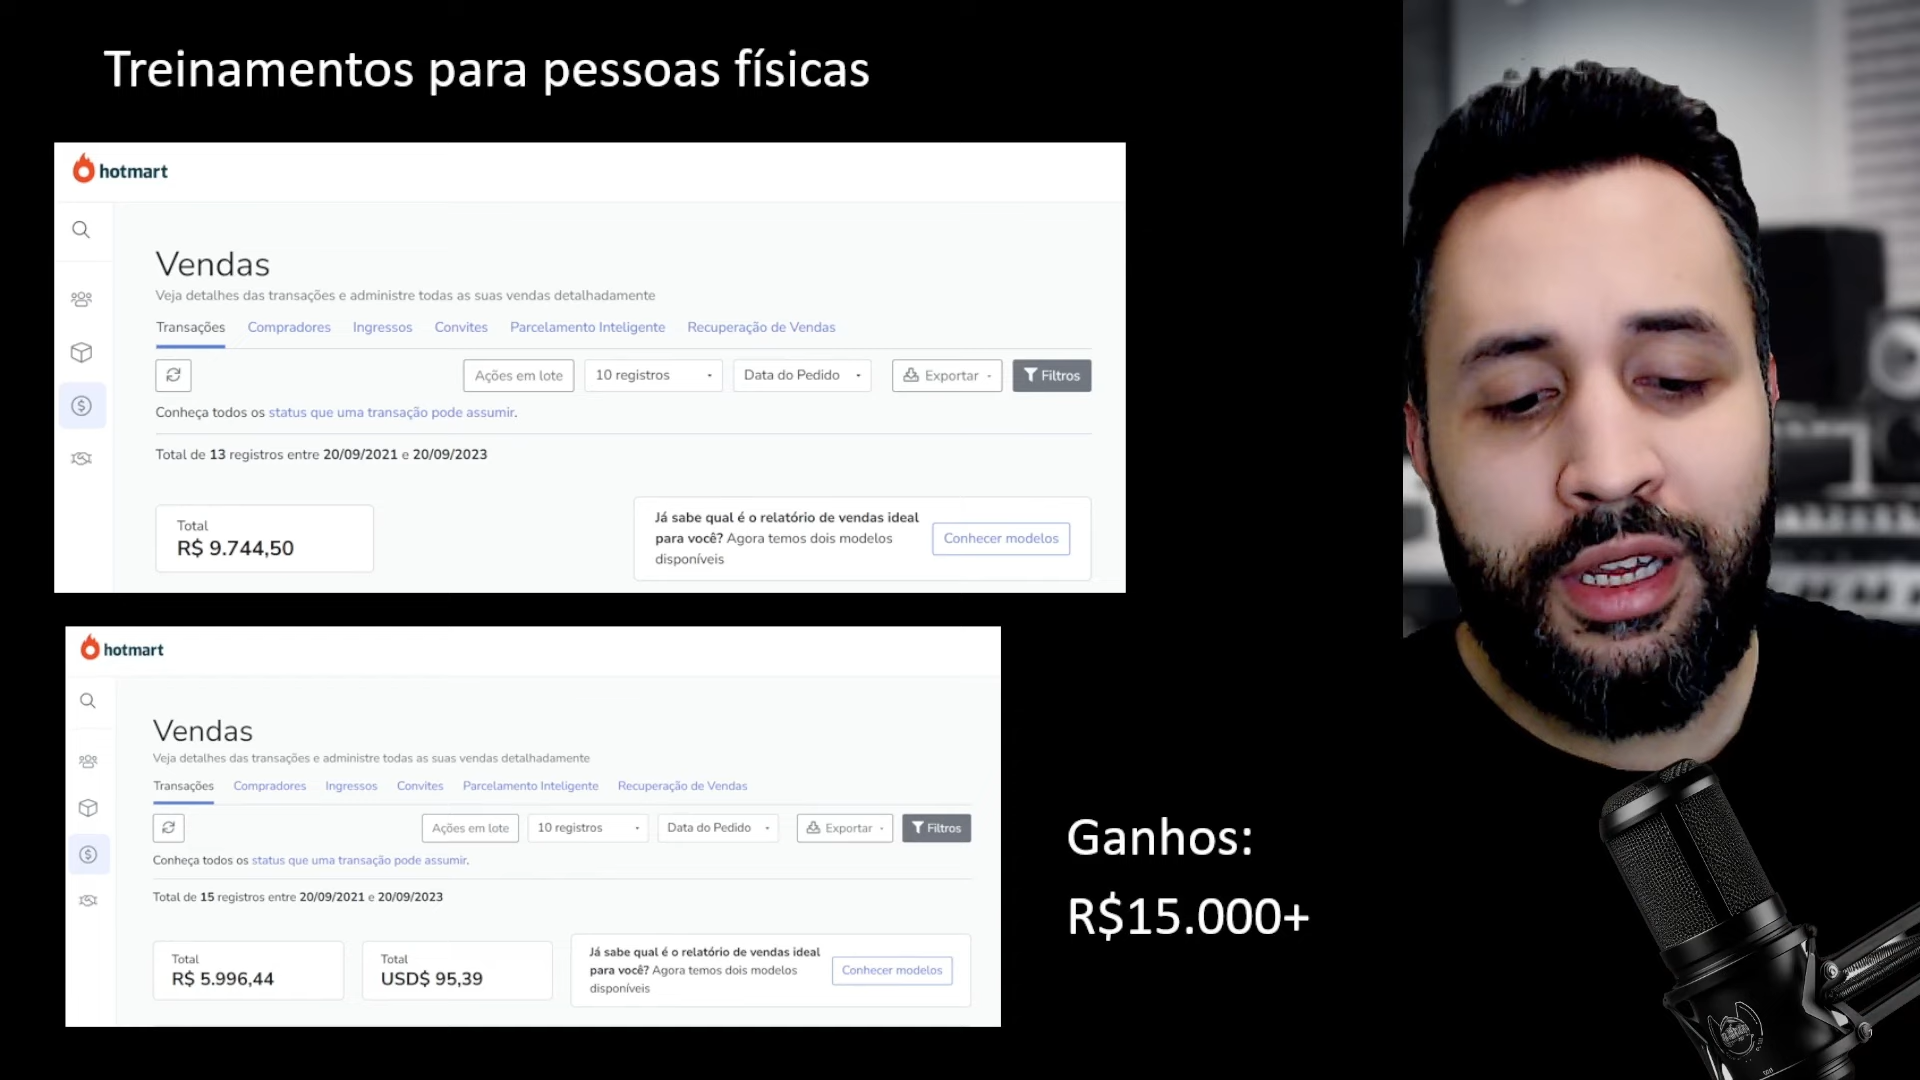 Treinamentos para pessoas físicas
hotmart
Vendas
Veja detalhes das transações e administre todas as suas vendas detalhadamente
Transações Compradores Ingressos Convites Parcelamento Inteligente Recuperação de Vendas
Ações em lote 10 registros Data do Pedido Exportar Filtros
Conheça todos os status que uma transação pode assumir.
Total de 13 registros entre 20/09/2021 e 20/09/2023
Total
R$ 9.744,50
Já sabe qual é o relatório de vendas ideal
para você? Agora temos dois modelos
disponíveis
Conhecer modelos
hotmart
Vendas
Veja detalhes das transações e administre todas as suas vendas detalhadamente
Transações Compradores Ingressos Convites Parcelamento Inteligente Recuperação de Vendas
Ações em lote 10 registros Data do Pedido Exportar Filtros
Conheça todos os status que uma transação pode assumir.
Total de 15 registros entre 20/09/2021 e 20/09/2023
Total
R$ 5.996,44
Total
USD$ 95,39
Já sabe qual é o relatório de vendas ideal
para você? Agora temos dois modelos
disponíveis
Conhecer modelos
Ganhos:
R$15.000+